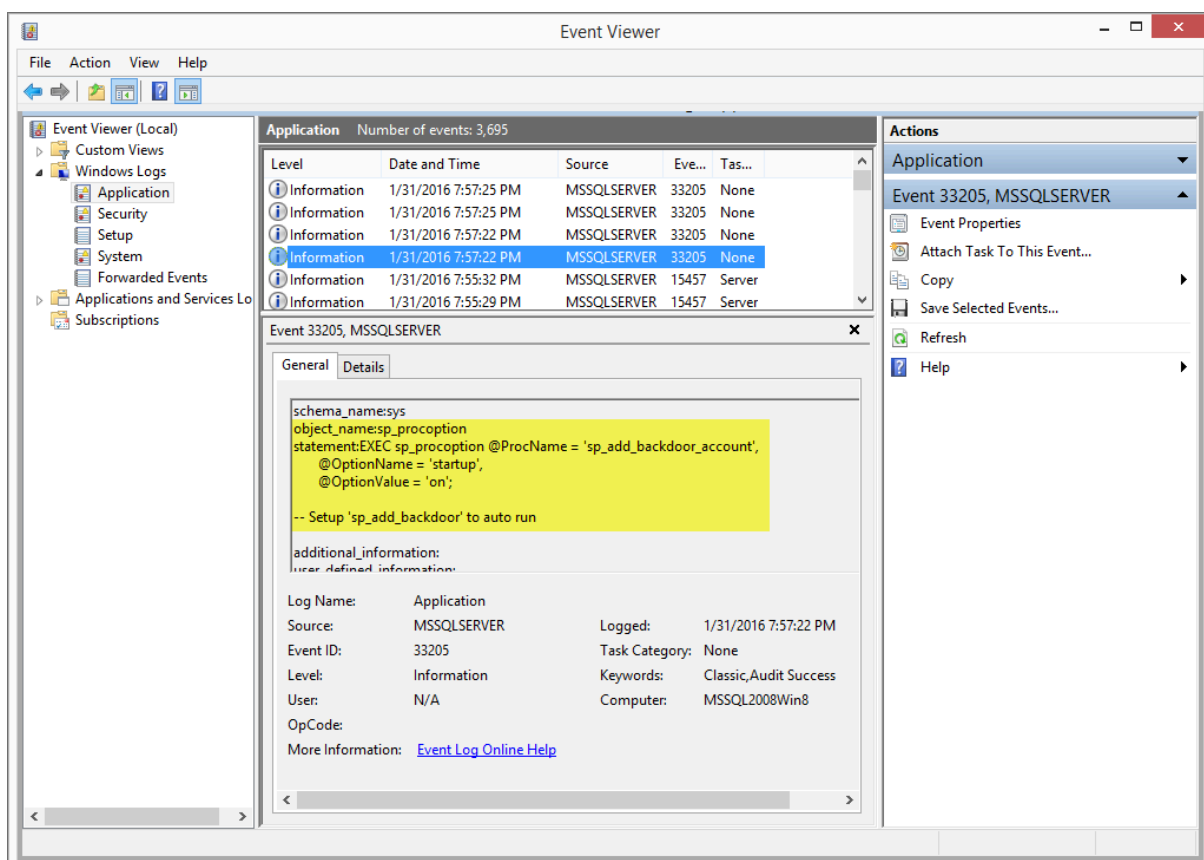 Event Viewer
File Action View Help
Event Viewer (Local)
Custom Views
Windows Logs
Application
Security
Setup
System
Forwarded Events
Applications and Services Lo
Subscriptions
Application Number of events: 3,695
Level Date and Time Source Eve... Tas...
Information 1/31/2016 7:57:25 PM MSSQLSERVER 33205 None
Information 1/31/2016 7:57:25 PM MSSQLSERVER 33205 None
Information 1/31/2016 7:57:22 PM MSSQLSERVER 33205 None
Information 1/31/2016 7:57:22 PM MSSQLSERVER 33205 None
Information 1/31/2016 7:55:32 PM MSSQLSERVER 15457 Server
Information 1/31/2016 7:55:29 PM MSSQLSERVER 15457 Server
Event 33205, MSSQLSERVER
General Details
schema_name:sys
object_name:sp_procoption
statement:EXEC sp_procoption @ProcName = 'sp_add_backdoor_account',
@OptionName = 'startup',
@OptionValue = 'on';
-- Setup 'sp_add_backdoor' to auto run
additional_information:
user_defined_information:
Log Name: Application
Source: MSSQLSERVER Logged: 1/31/2016 7:57:22 PM
Event ID: 33205 Task Category: None
Level: Information Keywords: Classic,Audit Success
User: N/A Computer: MSSQL2008Win8
OpCode:
More Information: Event Log Online Help
Actions
Application
Event 33205, MSSQLSERVER
Event Properties
Attach Task To This Event...
Copy
Save Selected Events...
Refresh
Help